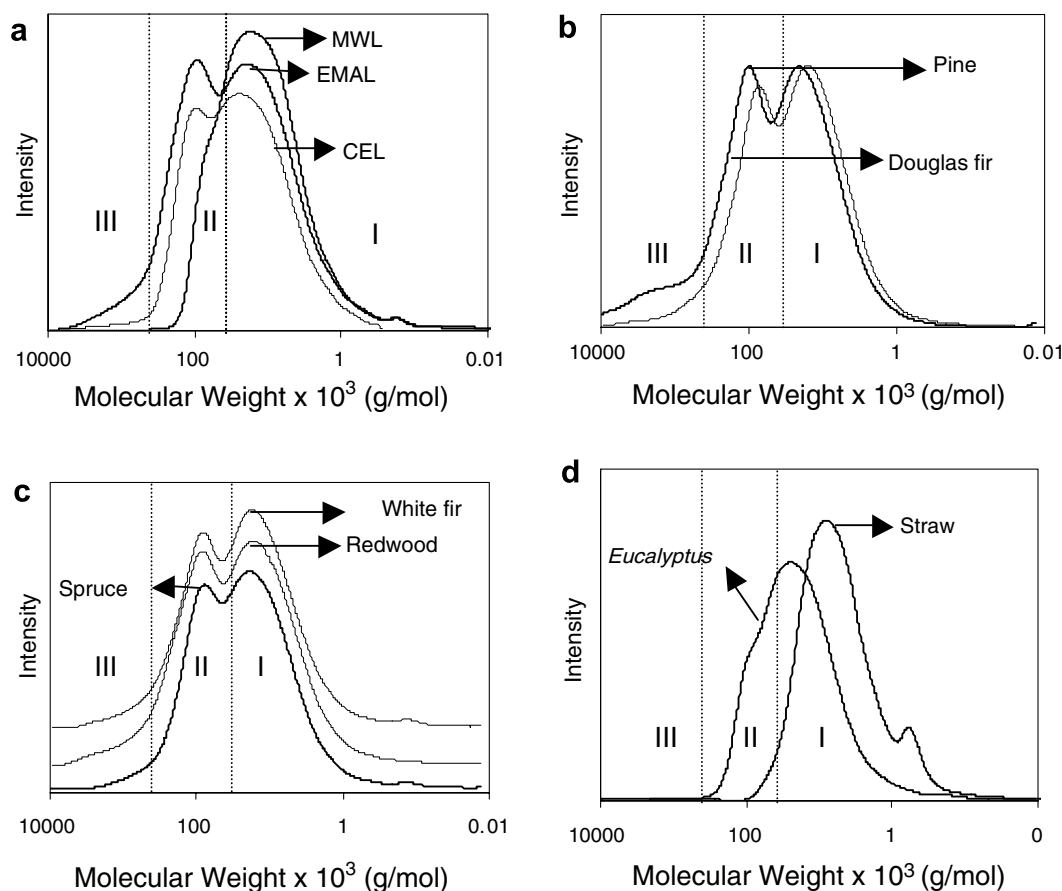 a
MWL
EMAL
CEL
III
II
I
Intensity
10000
100
1
0.01
Molecular Weight x 10³ (g/mol)
b
Pine
Douglas fir
III
II
I
Intensity
10000
100
1
0.01
Molecular Weight x 10³ (g/mol)
c
White fir
Redwood
Spruce
III
II
I
Intensity
10000
100
1
0.01
Molecular Weight x 10³ (g/mol)
d
Straw
Eucalyptus
III
II
I
Intensity
10000
100
1
0
Molecular Weight x 10³ (g/mol)